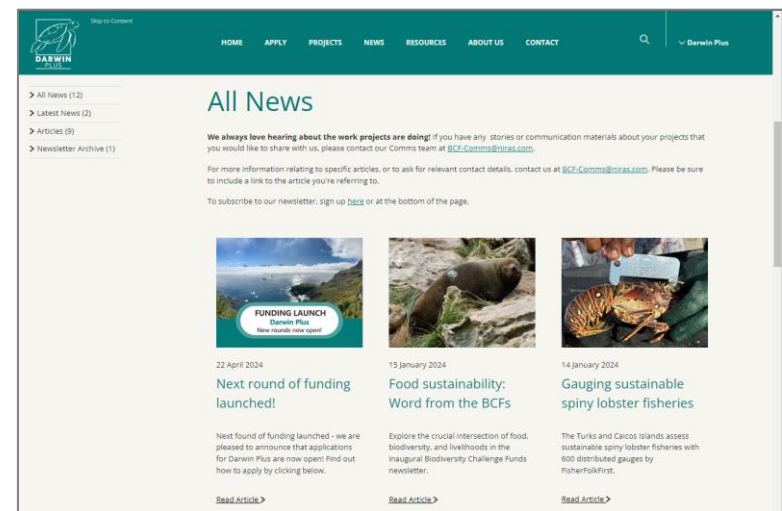 Skip to Content
DARWIN
PLUS
HOME APPLY PROJECTS NEWS RESOURCES ABOUT US CONTACT
Darwin Plus
All News (12)
Latest News (2)
Articles (9)
Newsletter Archive (1)
All News
We always love hearing about the work projects are doing! If you have any stories or communication materials about your projects that
you would like to share with us, please contact our Comms team at BCF-Comms@niras.com.
For more information relating to specific articles, or to ask for relevant contact details, contact us at BCF-Comms@niras.com. Please be sure
to include a link to the article you're referring to.
To subscribe to our newsletter, sign up here or at the bottom of the page.
FUNDING LAUNCH
Darwin Plus
New rounds now open!
22 April 2024
Next round of funding
launched!
Next found of funding launched - we are
pleased to announce that applications
for Darwin Plus are now open! Find out
how to apply by clicking below.
Read Article
15 January 2024
Food sustainability:
Word from the BCFs
Explore the crucial intersection of food,
biodiversity, and livelihoods in the
inaugural Biodiversity Challenge Funds
newsletter.
Read Article
14 January 2024
Gauging sustainable
spiny lobster fisheries
The Turks and Caicos Islands assess
sustainable spiny lobster fisheries with
600 distributed gauges by
FisherFolkFirst.
Read Article